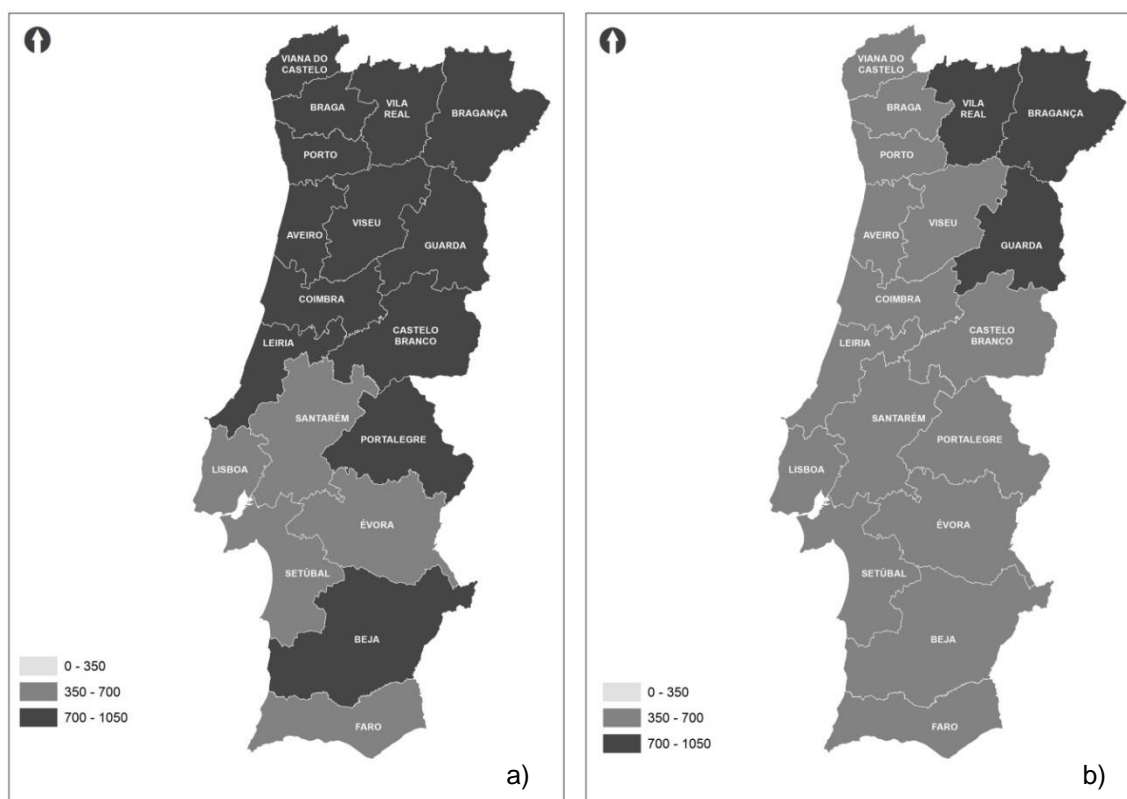 VIANA DO
CASTELO
BRAGA
VILA
REAL
BRAGANÇA
PORTO
AVEIRO
VISEU
GUARDA
COIMBRA
CASTELO
BRANCO
LEIRIA
SANTARÉM
PORTALEGRE
LISBOA
ÉVORA
SETÚBAL
BEJA
FARO
0 - 350
350 - 700
700 - 1050
a)
VIANA DO
CASTELO
BRAGA
VILA
REAL
BRAGANÇA
PORTO
AVEIRO
VISEU
GUARDA
COIMBRA
CASTELO
BRANCO
LEIRIA
SANTARÉM
PORTALEGRE
LISBOA
ÉVORA
SETÚBAL
BEJA
FARO
0 - 350
350 - 700
700 - 1050
b)